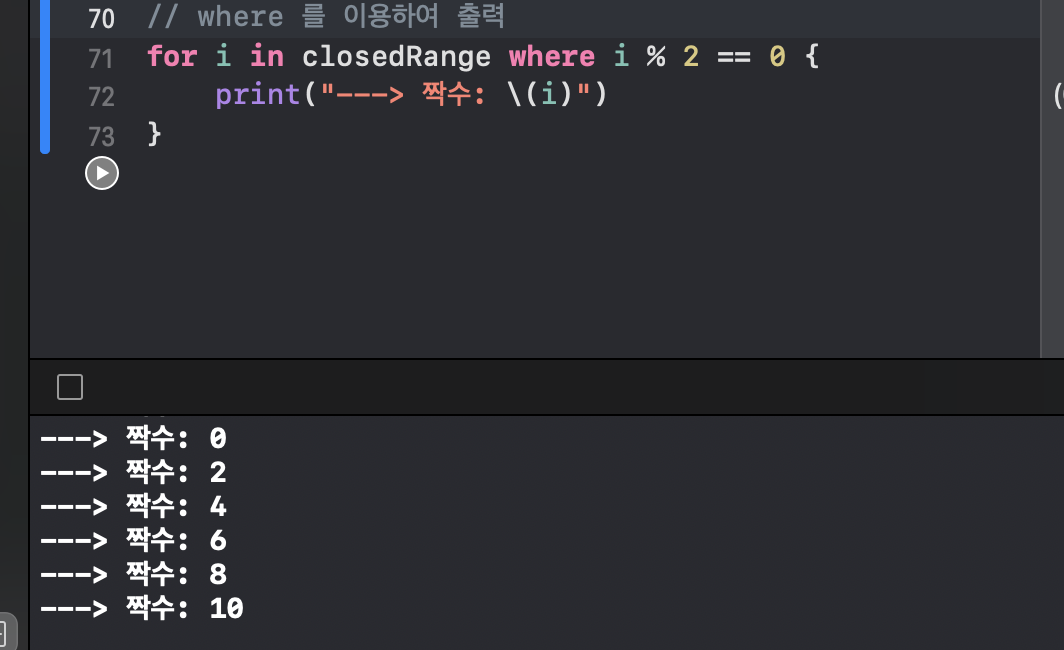 70 // where 를 이용하여 출력
71 for i in closedRange where i % 2 == 0 {
72     print("---> 짝수: \(i)")
73 }
---> 짝수: 0
---> 짝수: 2
---> 짝수: 4
---> 짝수: 6
---> 짝수: 8
---> 짝수: 10